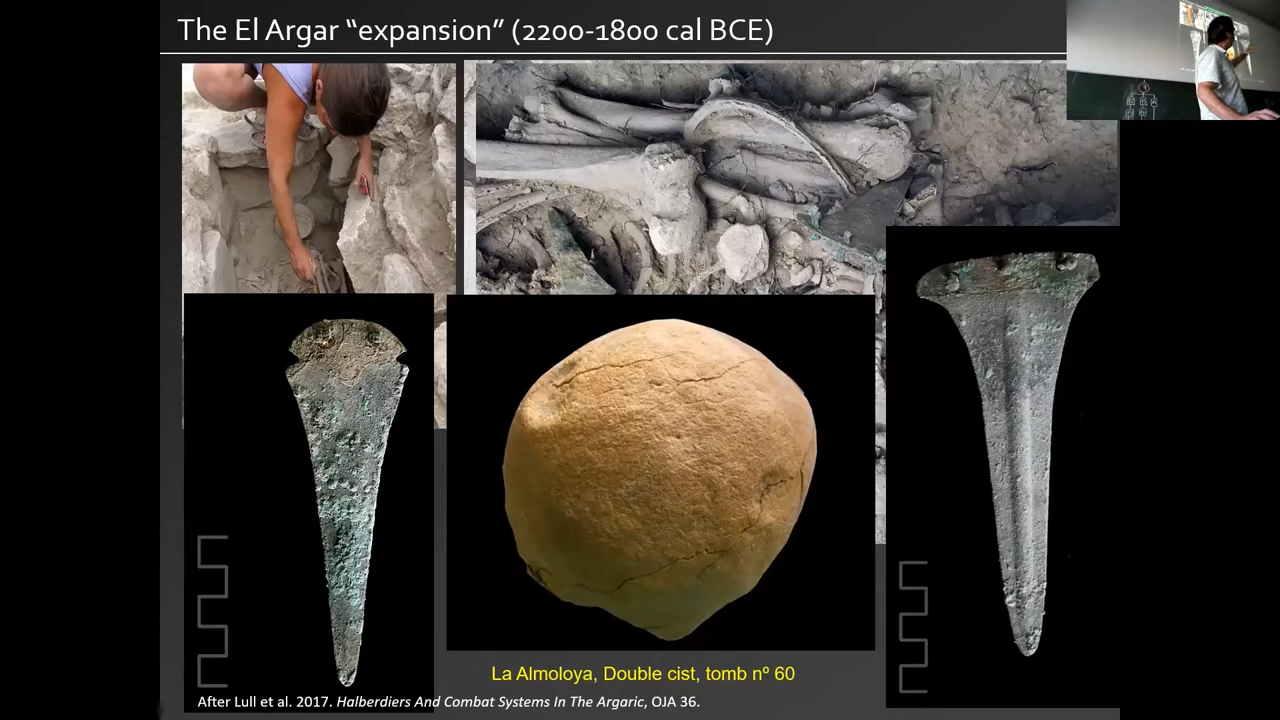 The El Argar “expansion” (2200-1800 cal BCE)
La Almoloya, Double cist, tomb nº 60
After Lull et al. 2017. Halberdiers And Combat Systems In The Argaric, OJA 36.